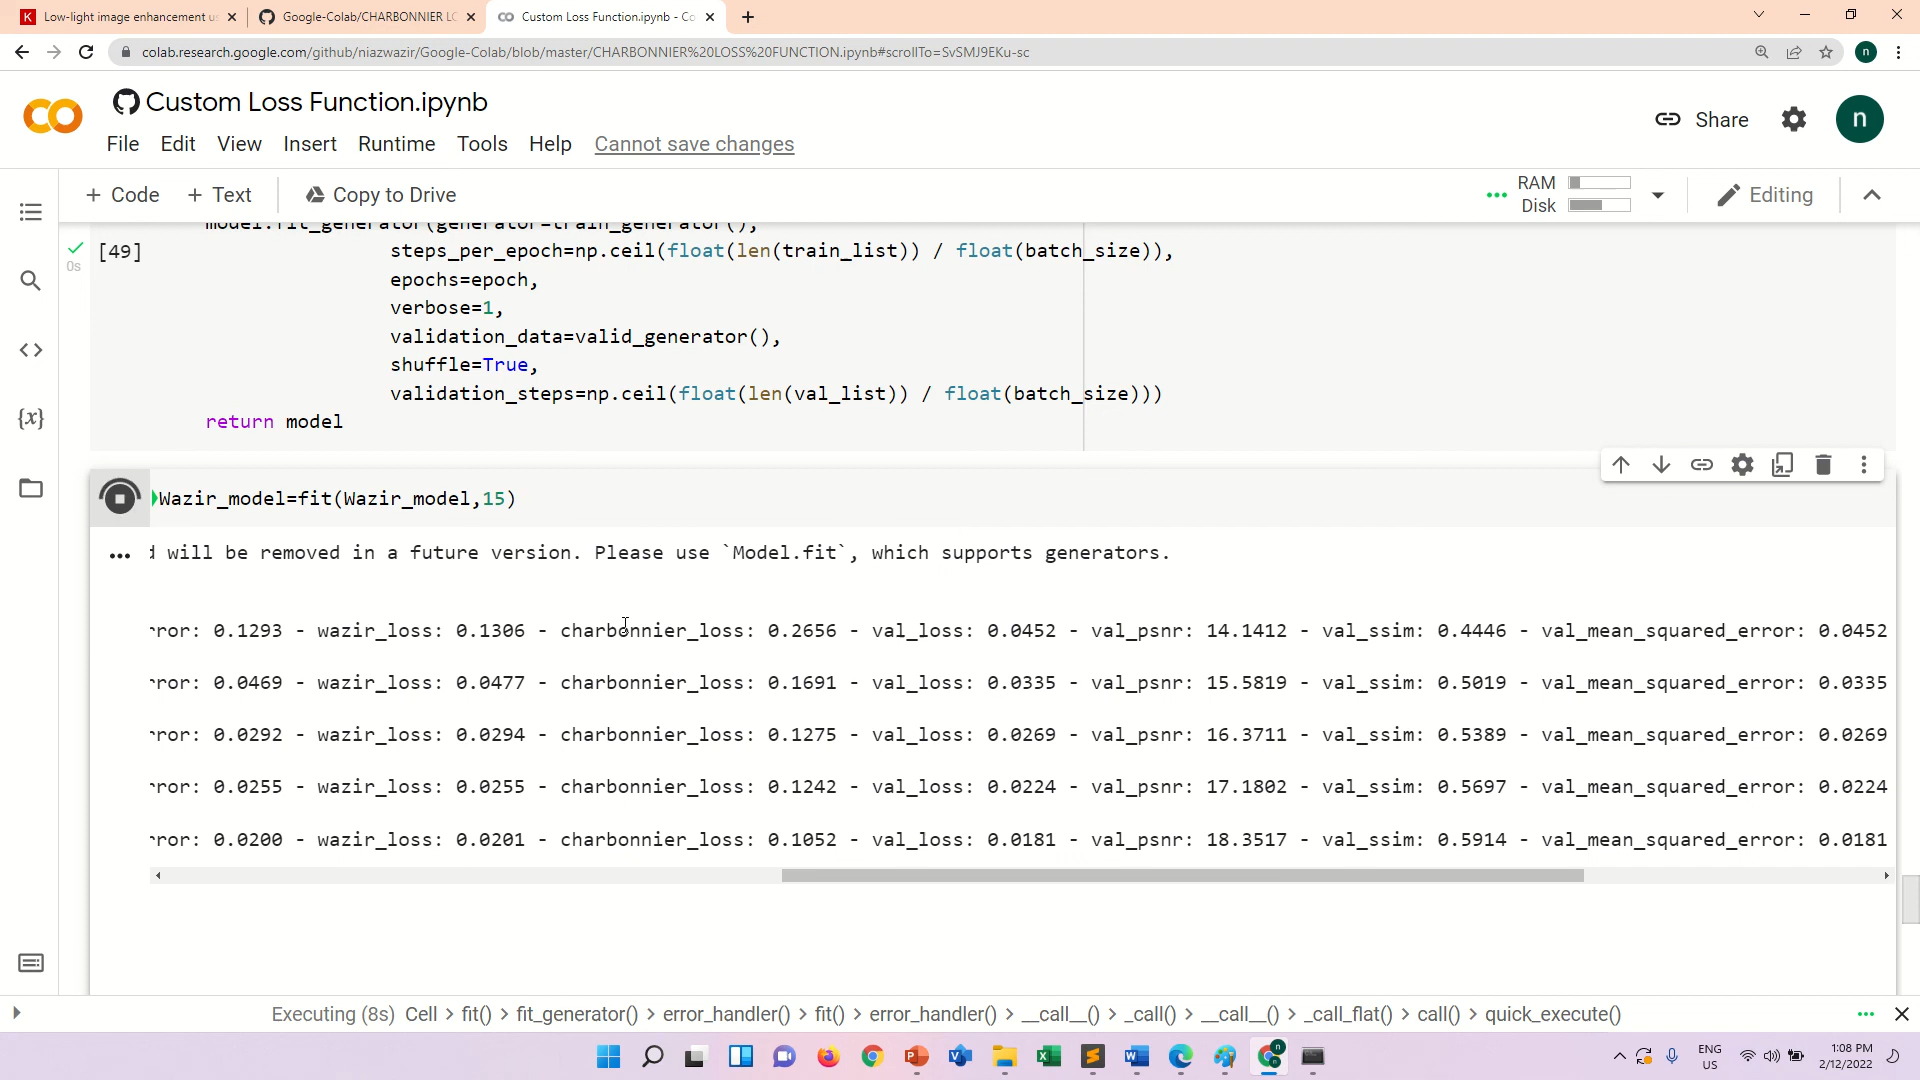 K Low-light image enhancement us
Google-Colab/CHARBONNIER LO
Custom Loss Function.ipynb - Co
colab.research.google.com/github/niazwazir/Google-Colab/blob/master/CHARBONNIER%20LOSS%20FUNCTION.ipynb#scrollTo=SvSMJ9EKu-sc
n
Custom Loss Function.ipynb
Share
n
File Edit View Insert Runtime Tools Help Cannot save changes
+ Code + Text Copy to Drive
RAM
Disk
Editing
model.fit_generator(generator=train_generator(),
[49] steps_per_epoch=np.ceil(float(len(train_list)) / float(batch_size)),
0s
epochs=epoch,
verbose=1,
validation_data=valid_generator(),
shuffle=True,
validation_steps=np.ceil(float(len(val_list)) / float(batch_size)))
return model
Wazir_model=fit(Wazir_model,15)
d will be removed in a future version. Please use `Model.fit`, which supports generators.
rror: 0.1293 - wazir_loss: 0.1306 - charbonnier_loss: 0.2656 - val_loss: 0.0452 - val_psnr: 14.1412 - val_ssim: 0.4446 - val_mean_squared_error: 0.0452
rror: 0.0469 - wazir_loss: 0.0477 - charbonnier_loss: 0.1691 - val_loss: 0.0335 - val_psnr: 15.5819 - val_ssim: 0.5019 - val_mean_squared_error: 0.0335
rror: 0.0292 - wazir_loss: 0.0294 - charbonnier_loss: 0.1275 - val_loss: 0.0269 - val_psnr: 16.3711 - val_ssim: 0.5389 - val_mean_squared_error: 0.0269
rror: 0.0255 - wazir_loss: 0.0255 - charbonnier_loss: 0.1242 - val_loss: 0.0224 - val_psnr: 17.1802 - val_ssim: 0.5697 - val_mean_squared_error: 0.0224
rror: 0.0200 - wazir_loss: 0.0201 - charbonnier_loss: 0.1052 - val_loss: 0.0181 - val_psnr: 18.3517 - val_ssim: 0.5914 - val_mean_squared_error: 0.0181
Executing (8s) Cell > fit() > fit_generator() > error_handler() > fit() > error_handler() > __call__() > _call() > __call__() > _call_flat() > call() > quick_execute()
ENG
US
1:08 PM
2/12/2022